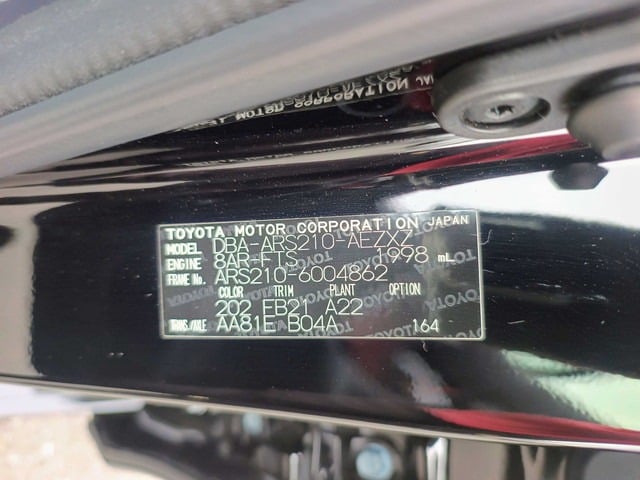 TOYOTA MOTOR CORPORATION JAPAN
MODEL DBA-ARS210-AEZXZ
ENGINE 8AR-FTS 1998 mL
FRAME No. ARS210-6004862
COLOR TRIM PLANT OPTION
202 EB21 A22
TRANS./AXLE AA81E B04A 164